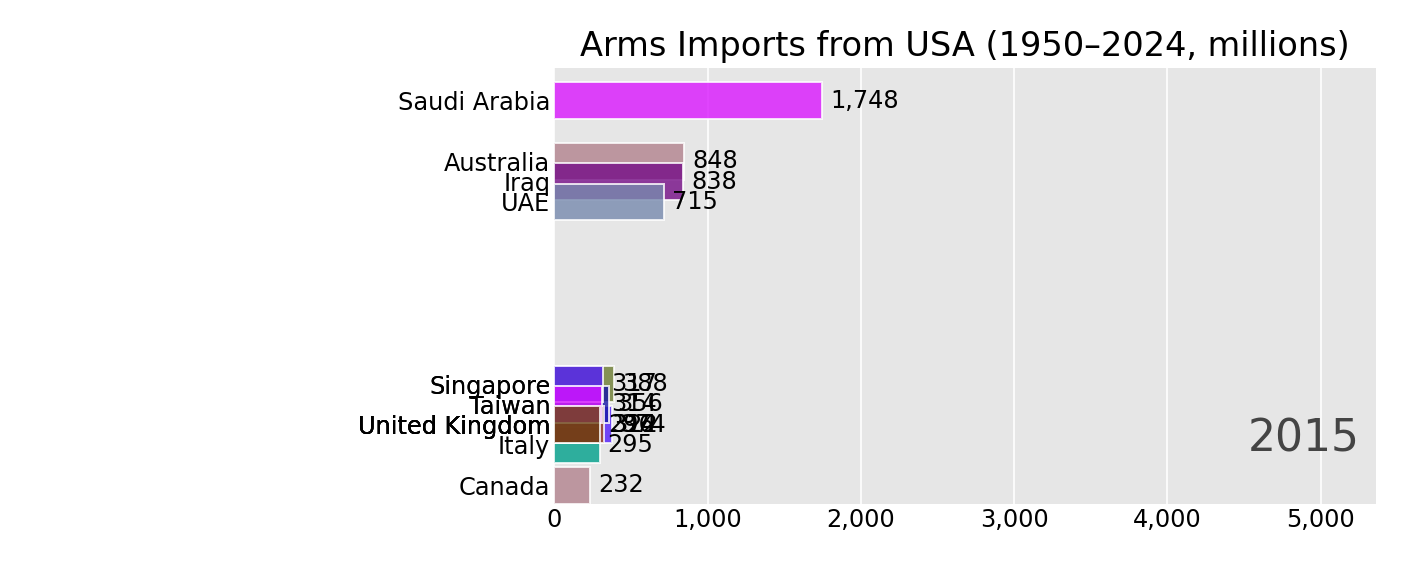 Arms Imports from USA (1950–2024, millions)
Saudi Arabia 1,748
Australia 848
Iraq 838
UAE 715
Singapore 388
Taiwan
United Kingdom
Italy 295
Canada 232
2015
0 1,000 2,000 3,000 4,000 5,000